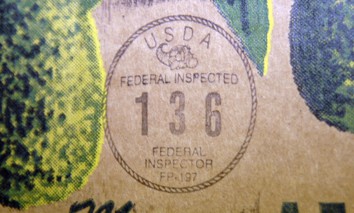 USDA
FEDERAL INSPECTED
136
FEDERAL
INSPECTOR
FP-197